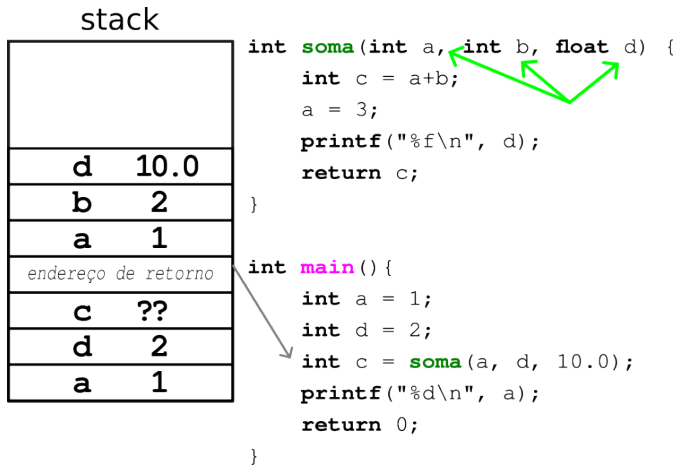 stack
d 10.0
b 2
a 1
endereço de retorno
c ??
d 2
a 1
int soma(int a, int b, float d) {
int c = a+b;
a = 3;
printf("%f\n", d);
return c;
}
int main(){
int a = 1;
int d = 2;
int c = soma(a, d, 10.0);
printf("%d\n", a);
return 0;
}